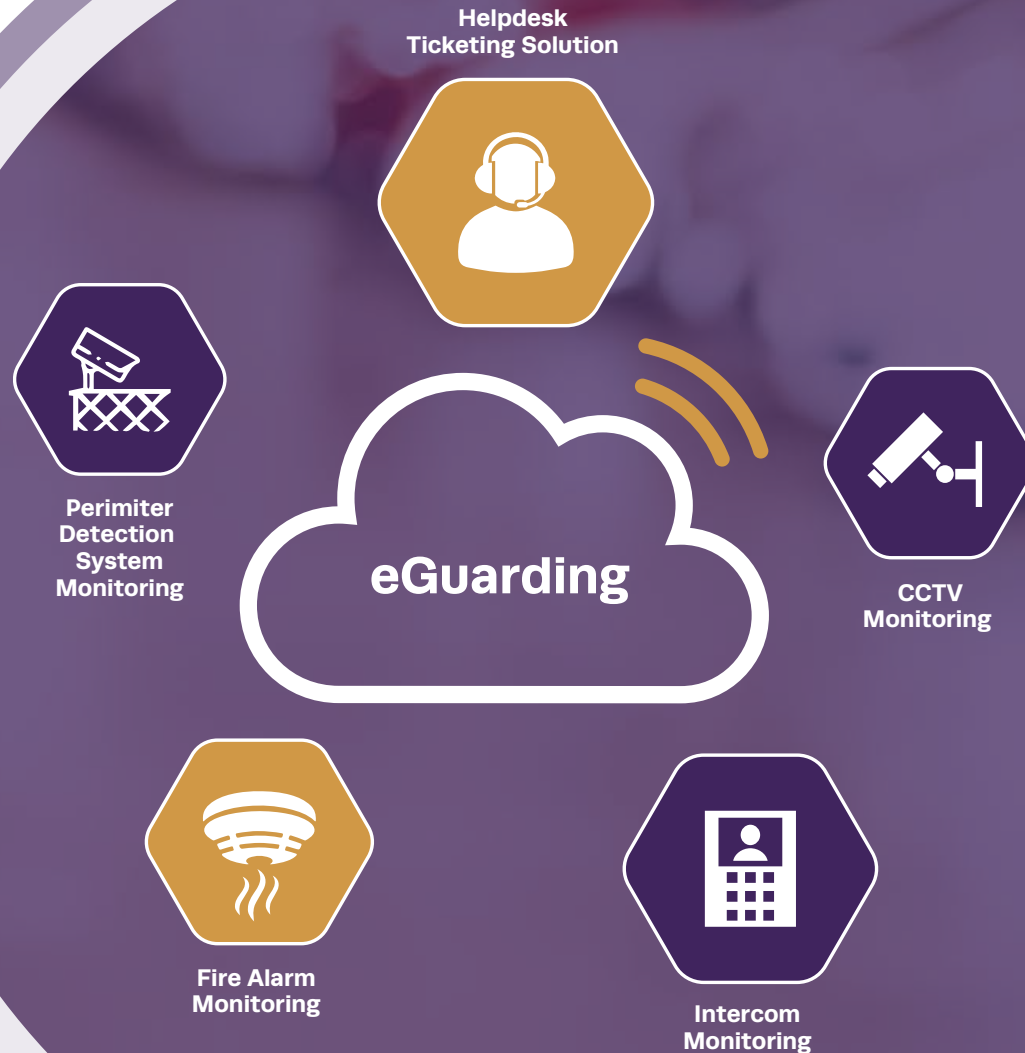 Helpdesk
Ticketing Solution
Perimiter
Detection
System
Monitoring
eGuarding
CCTV
Monitoring
Fire Alarm
Monitoring
Intercom
Monitoring